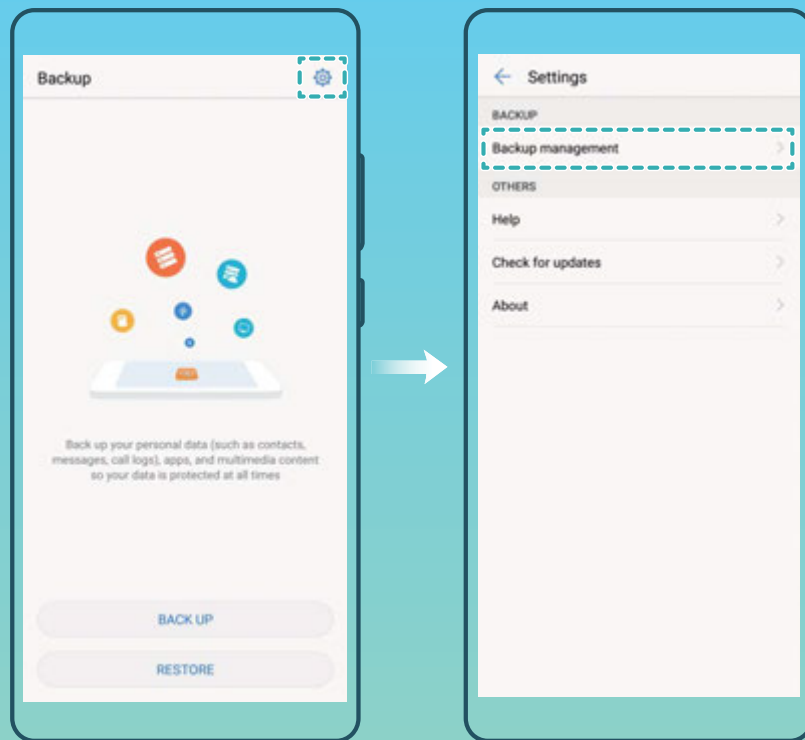 Backup
Back up your personal data (such as contacts,
messages, call logs), apps, and multimedia content
so your data is protected at all times
BACK UP
RESTORE
Settings
BACKUP
Backup management
OTHERS
Help
Check for updates
About